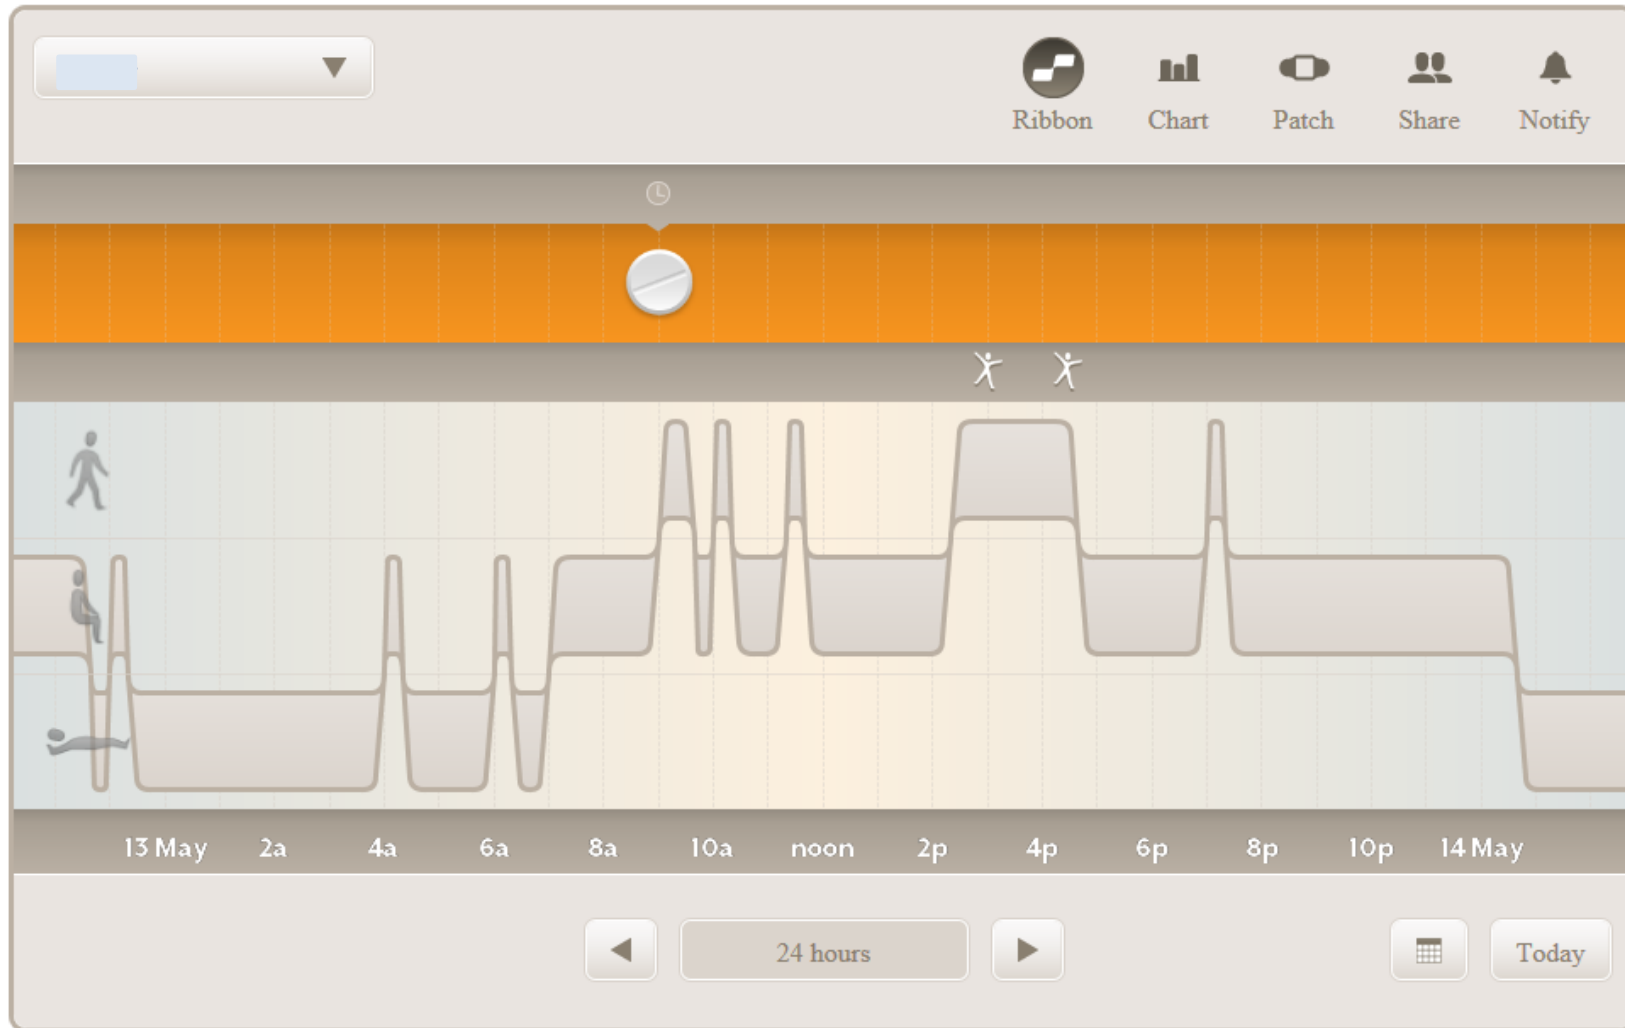 Ribbon Chart Patch Share Notify
13 May 2a 4a 6a 8a 10a noon 2p 4p 6p 8p 10p 14 May
24 hours Today